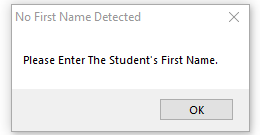 No First Name Detected
Please Enter The Student's First Name.
OK